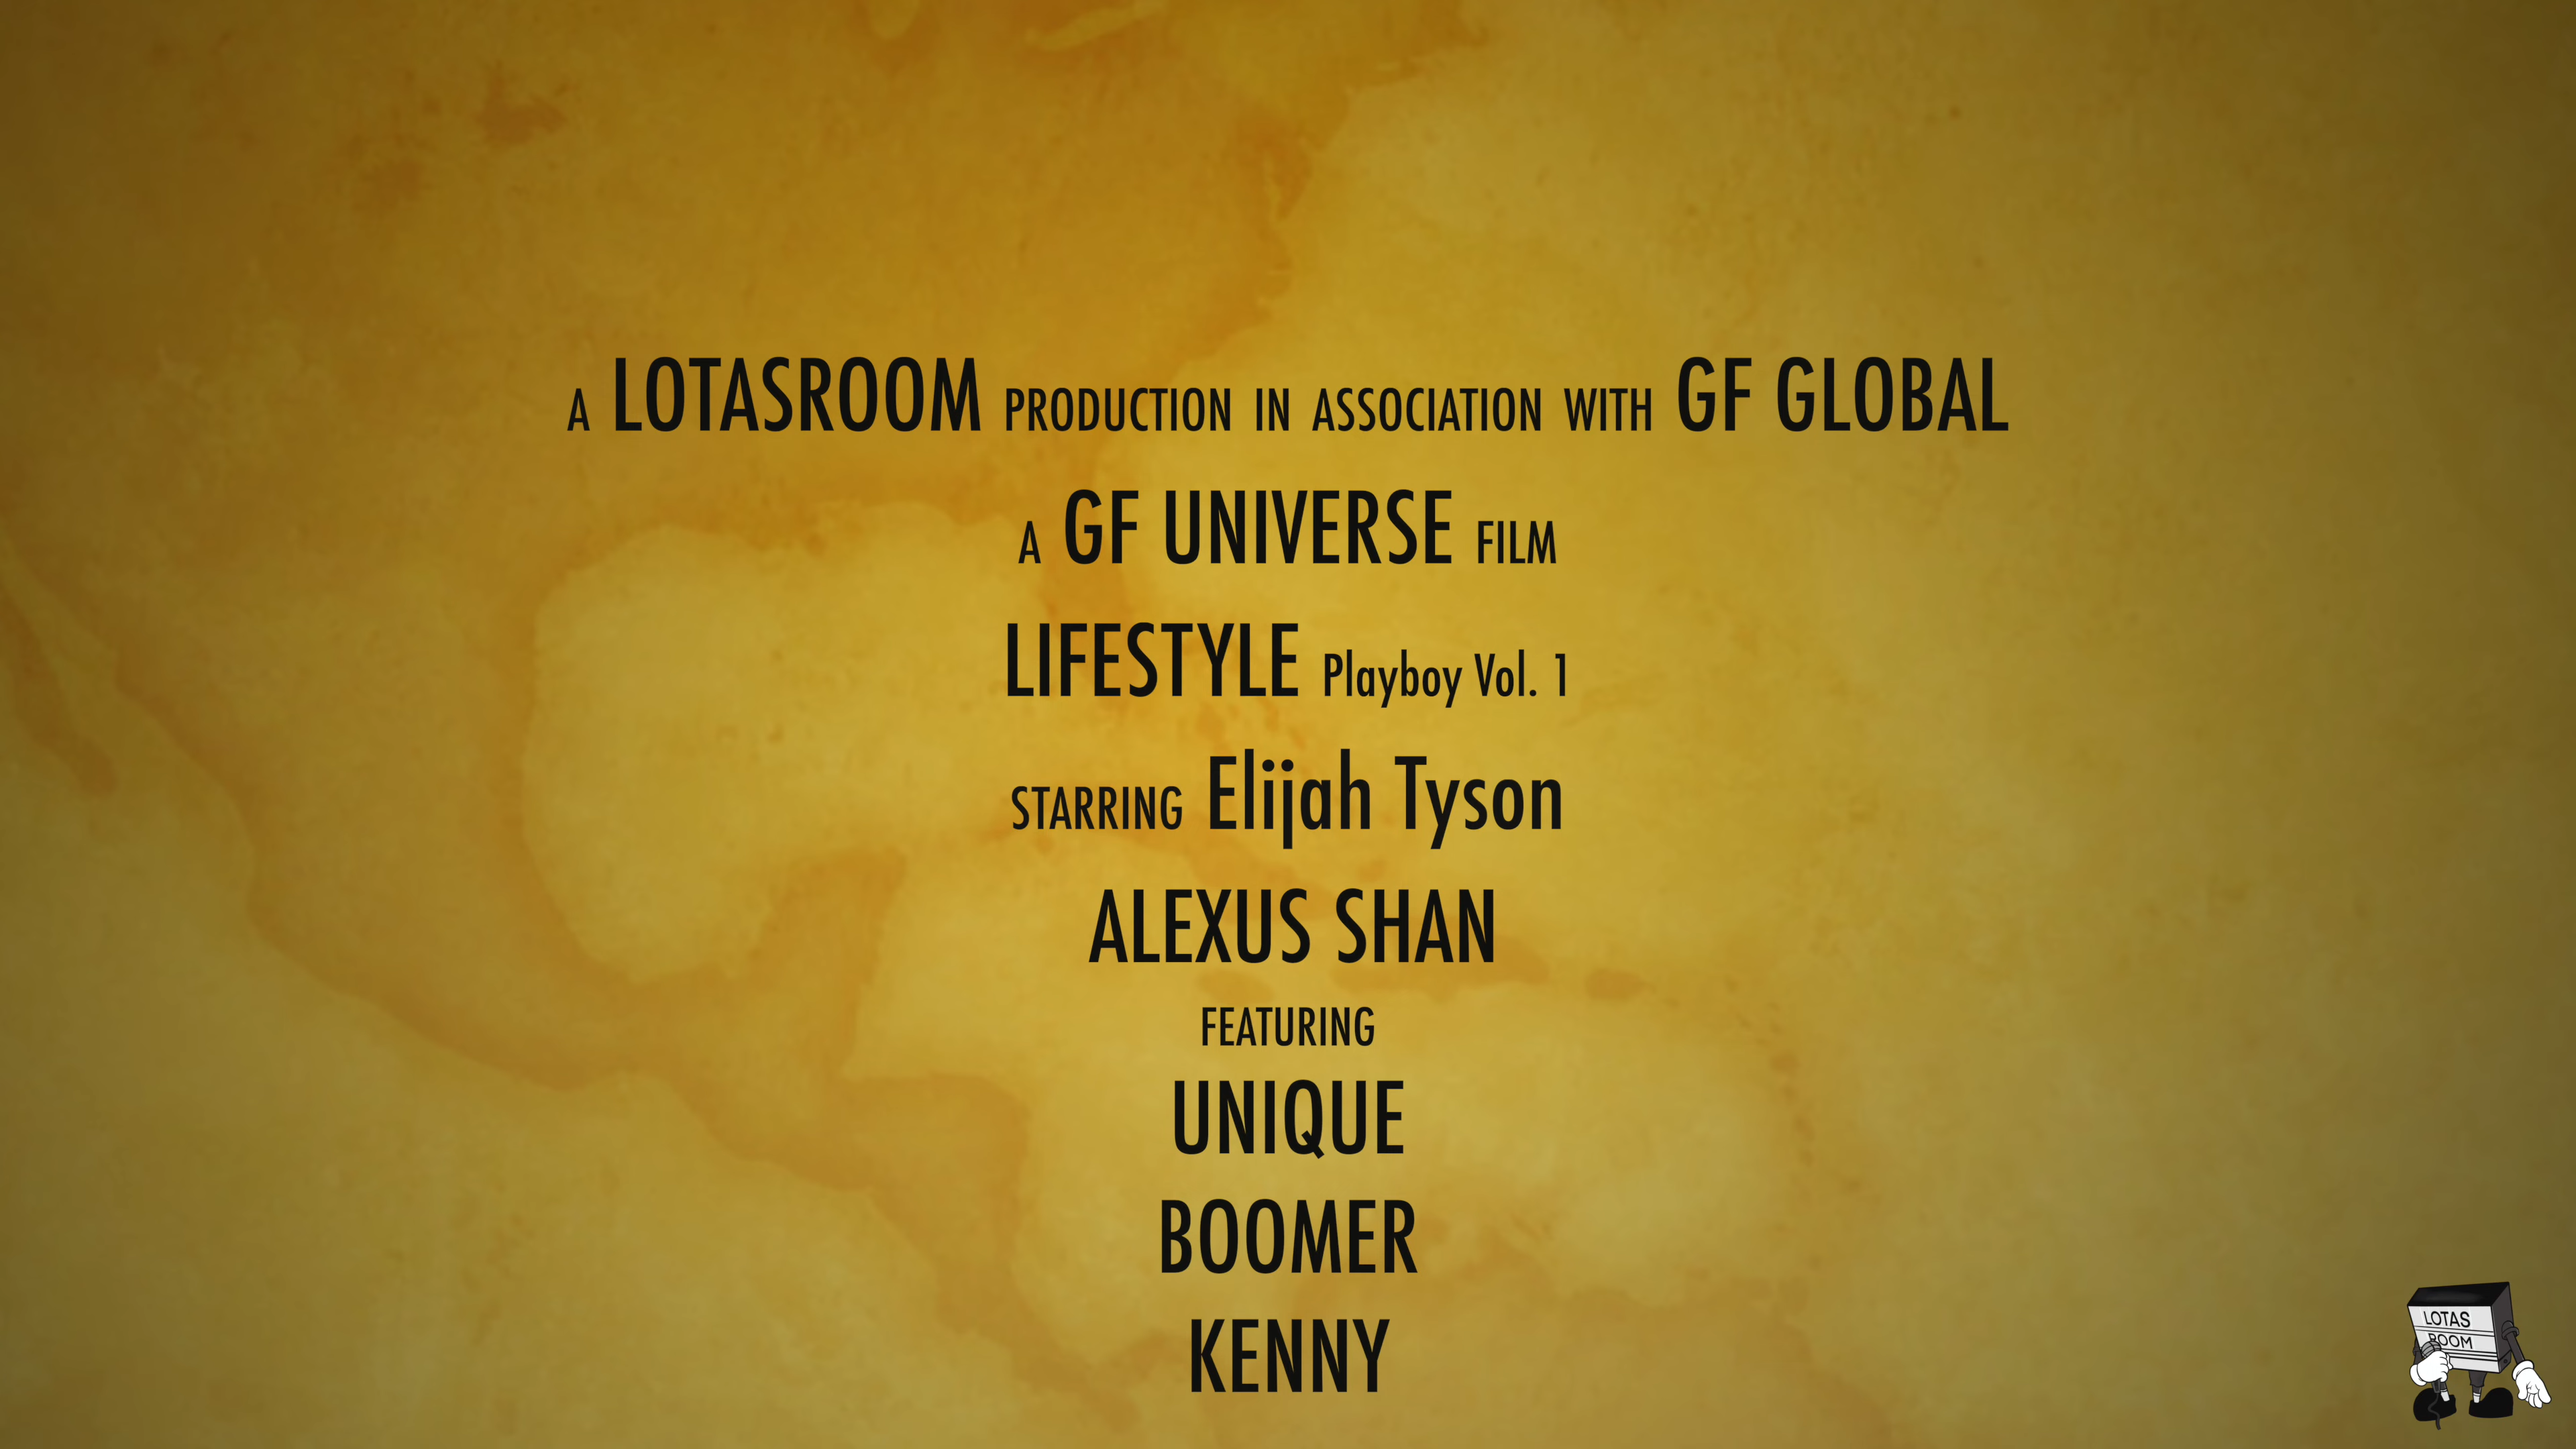 A LOTASROOM PRODUCTION IN ASSOCIATION WITH GF GLOBAL
A GF UNIVERSE FILM
LIFESTYLE Playboy Vol. 1
STARRING Elijah Tyson
ALEXUS SHAN
FEATURING
UNIQUE
BOOMER
KENNY
LOTAS
ROOM